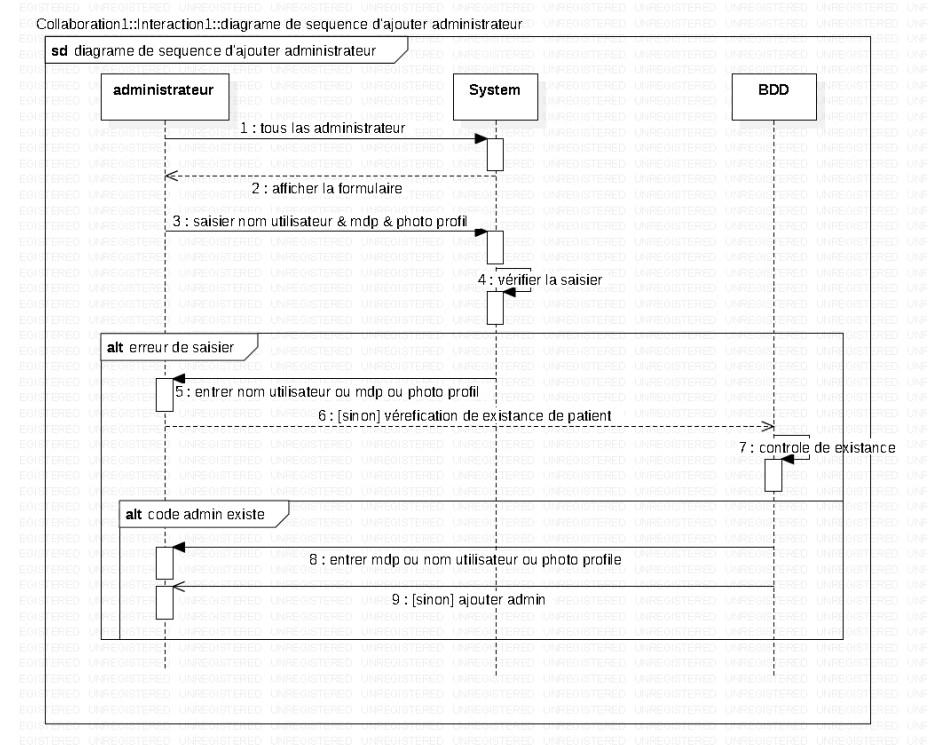 Collaboration1::Interaction1::diagrame de sequence d'ajouter administrateur
sd diagrame de sequence d'ajouter administrateur
administrateur
System
BDD
1 : tous las administrateur
2 : afficher la formulaire
3 : saisier nom utilisateur & mdp & photo profil
4 : vérifier la saisier
alt erreur de saisier
5 : entrer nom utilisateur ou mdp ou photo profil
6 : [sinon] vérefication de existance de patient
7 : controle de existance
alt code admin existe
8 : entrer mdp ou nom utilisateur ou photo profile
9 : [sinon] ajouter admin
UNREGISTERED